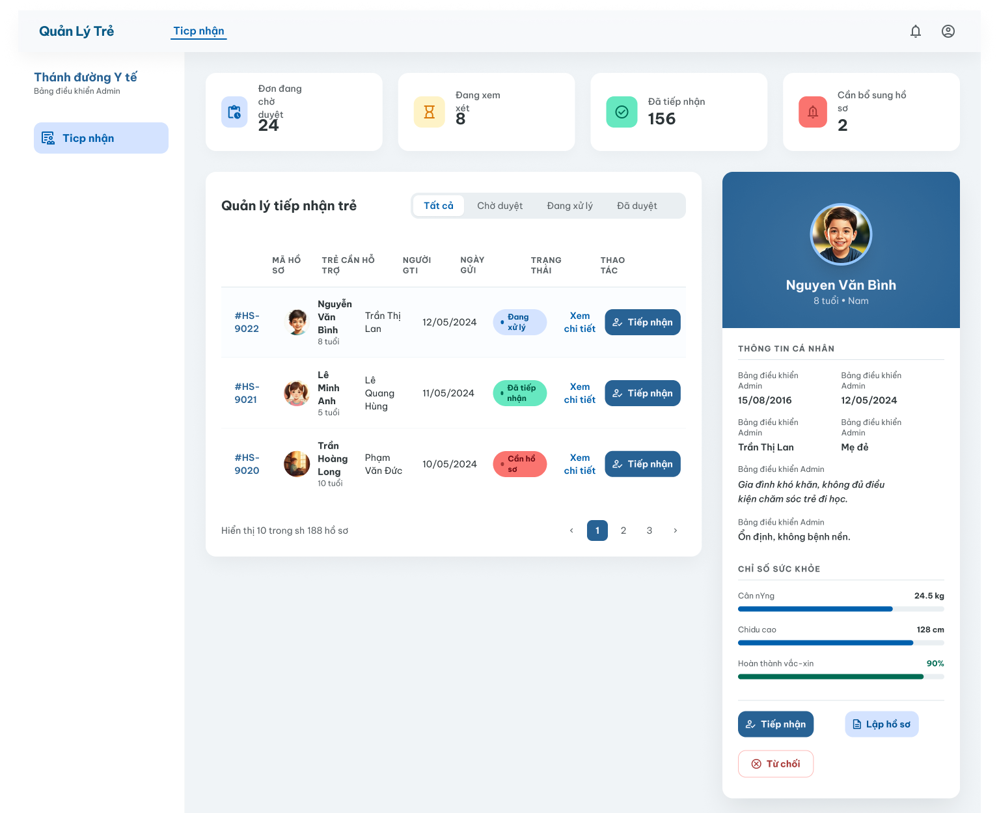 Quản Lý Trẻ
Ticp nhận
Thánh đường Y tế
Bảng điều khiển Admin
Ticp nhận
Đơn đang
chờ
duyệt
24
Đang xem
xét
8
Đã tiếp nhận
156
Cần bổ sung hồ
sơ
2
Quản lý tiếp nhận trẻ
Tất cả
Chờ duyệt
Đang xử lý
Đã duyệt
MÃ HỒ
SƠ
TRẺ CẦN HỖ
TRỢ
NGƯỜI
GTI
NGÀY
GỬI
TRẠNG
THÁI
THAO
TÁC
#HS-
9022
Nguyễn
Văn
Bình
8 tuổi
Trần Thị
Lan
12/05/2024
Đang
xử lý
Xem
chi tiết
Tiếp nhận
#HS-
9021
Lê
Minh
Anh
5 tuổi
Lê
Quang
Hùng
11/05/2024
Đã tiếp
nhận
Xem
chi tiết
Tiếp nhận
#HS-
9020
Trần
Hoàng
Long
10 tuổi
Phạm
Văn Đức
10/05/2024
Cần hồ
sơ
Xem
chi tiết
Tiếp nhận
Hiển thị 10 trong sh 188 hồ sơ
‹ 1 2 3 ›
Nguyen Văn Bình
8 tuổi • Nam
THÔNG TIN CÁ NHÂN
Bảng điều khiển
Admin
15/08/2016
Bảng điều khiển
Admin
12/05/2024
Bảng điều khiển
Admin
Trần Thị Lan
Bảng điều khiển
Admin
Mẹ đẻ
Bảng điều khiển Admin
Gia đình khó khăn, không đủ điều
kiện chăm sóc trẻ đi học.
Bảng điều khiển Admin
Ổn định, không bệnh nền.
CHỈ SỐ SỨC KHỎE
Cân nYng
24.5 kg
Chidu cao
128 cm
Hoàn thành vắc-xin
90%
Tiếp nhận
Lập hồ sơ
Từ chối